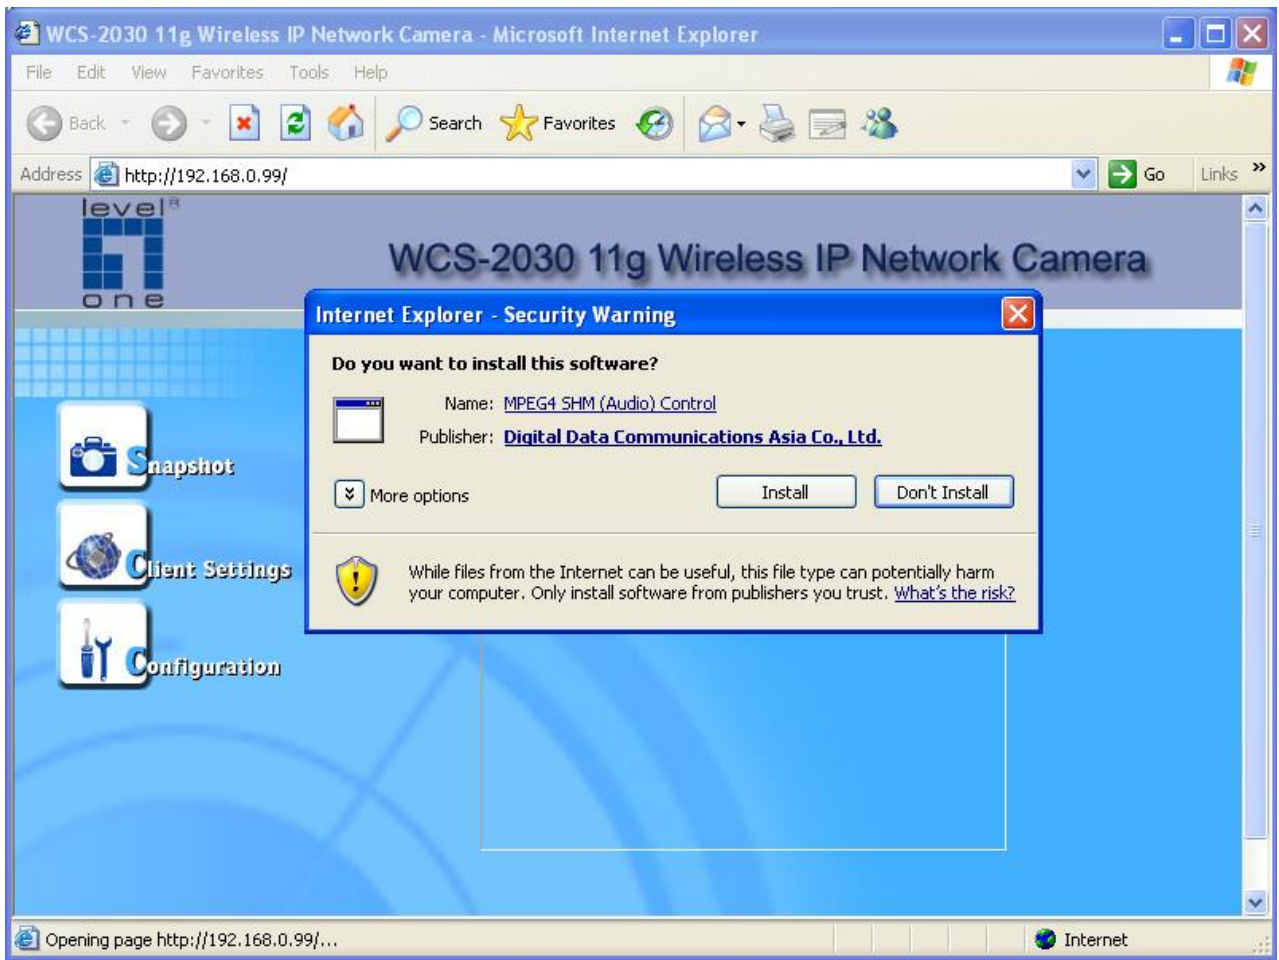 WCS-2030 11g Wireless IP Network Camera - Microsoft Internet Explorer
File Edit View Favorites Tools Help
Back Search Favorites
Address http://192.168.0.99/ Go Links »
level®
one
WCS-2030 11g Wireless IP Network Camera
Internet Explorer - Security Warning
Do you want to install this software?
Name: MPEG4 SHM (Audio) Control
Publisher: Digital Data Communications Asia Co., Ltd.
More options Install Don't Install
While files from the Internet can be useful, this file type can potentially harm
your computer. Only install software from publishers you trust. What's the risk?
Snapshot
Client Settings
Configuration
Opening page http://192.168.0.99/... Internet